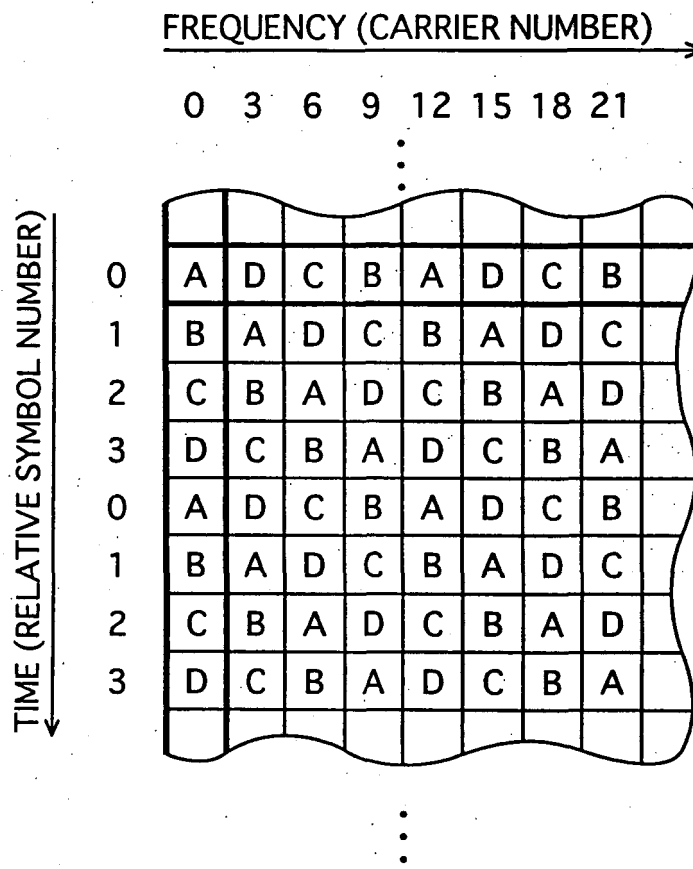 FREQUENCY (CARRIER NUMBER)
0 3 6 9 12 15 18 21
TIME (RELATIVE SYMBOL NUMBER)
0 A D C B A D C B
1 B A D C B A D C
2 C B A D C B A D
3 D C B A D C B A
0 A D C B A D C B
1 B A D C B A D C
2 C B A D C B A D
3 D C B A D C B A